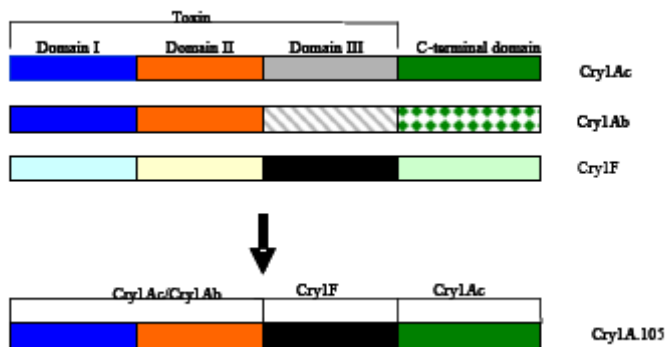 Toxin
Domain I Domain II Domain III C-terminal domain
Cry1Ac
Cry1Ab
Cry1F
Cry1Ac/Cry1Ab Cry1F Cry1Ac
Cry1A.105